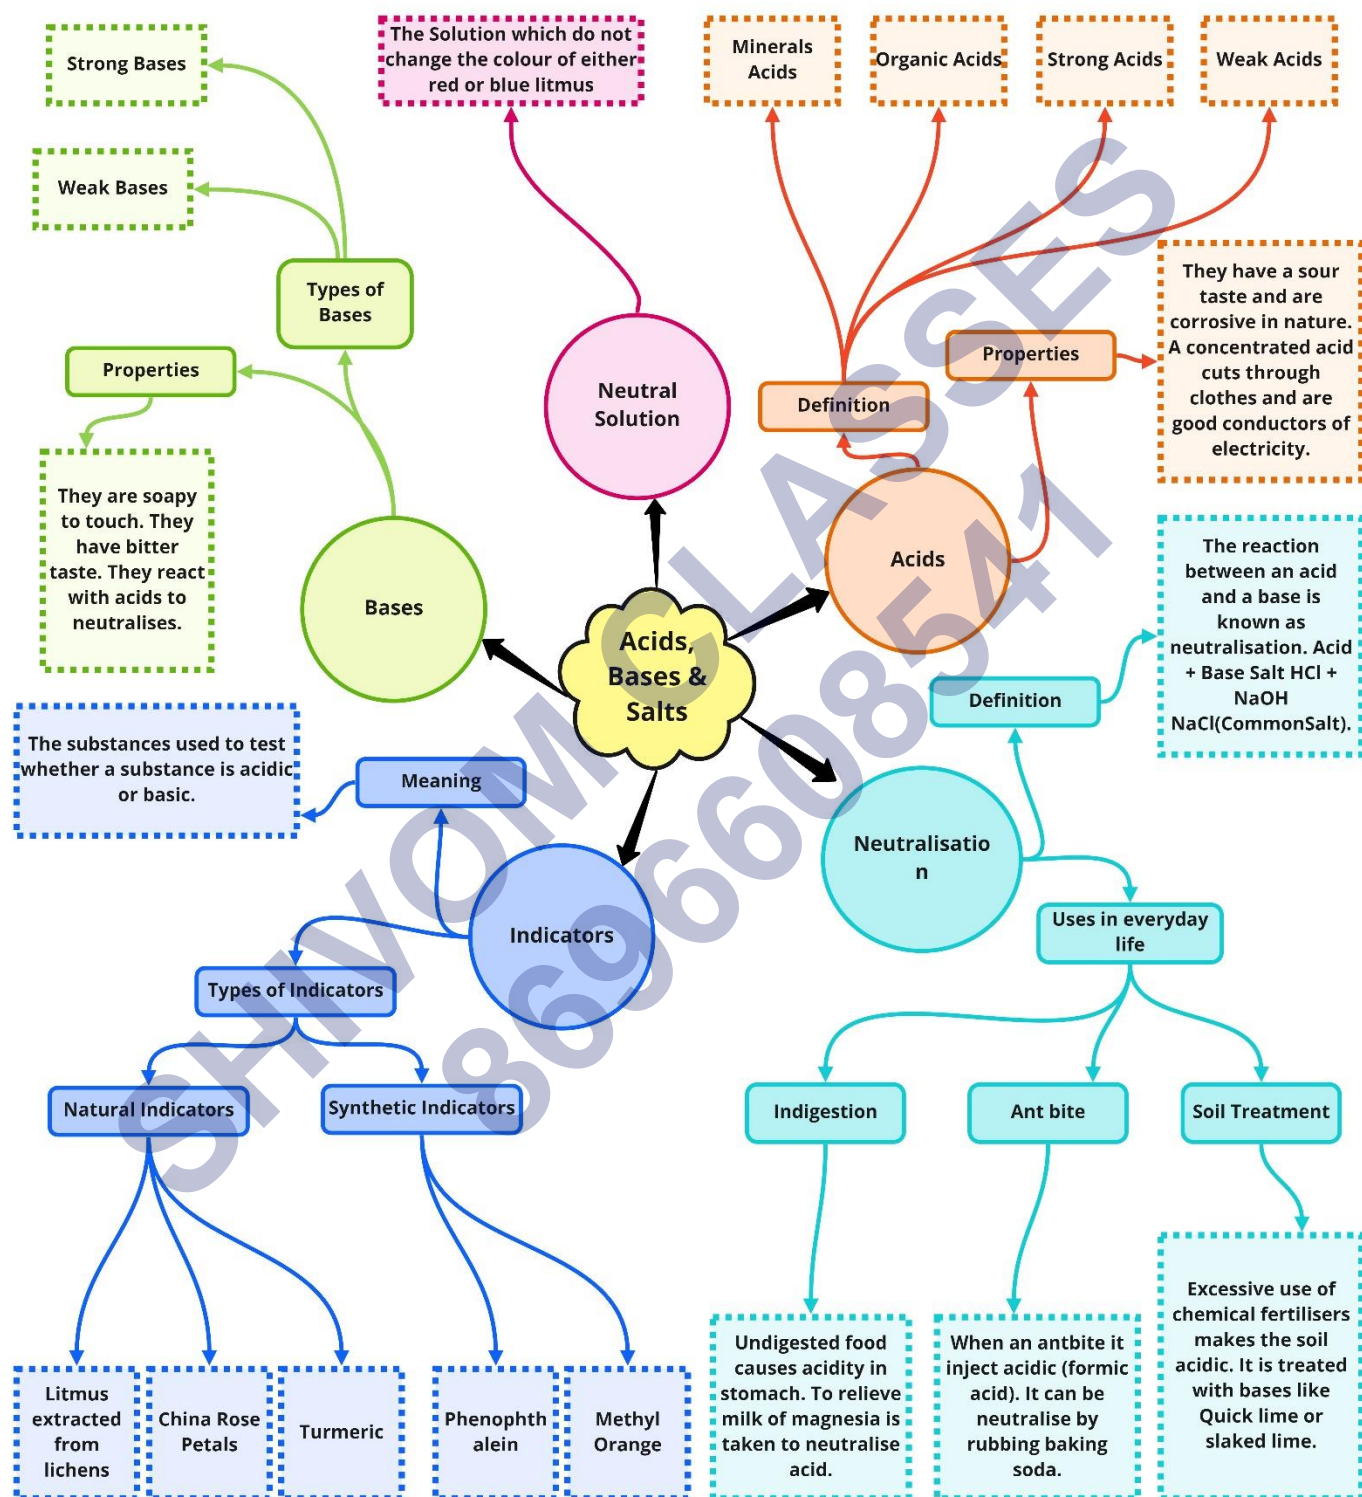 Strong Bases
Weak Bases
Types of
Bases
Properties
They are soapy
to touch. They
have bitter
taste. They react
with acids to
neutralises.
Bases
The Solution which do not
change the colour of either
red or blue litmus
Neutral
Solution
Minerals
Acids
Organic Acids
Strong Acids
Weak Acids
Definition
Properties
They have a sour
taste and are
corrosive in nature.
A concentrated acid
cuts through
clothes and are
good conductors of
electricity.
Acids
Acids,
Bases &
Salts
The reaction
between an acid
and a base is
known as
neutralisation. Acid
+ Base Salt HCl +
NaOH
NaCl(CommonSalt).
Definition
Neutralisatio
n
Uses in everyday
life
Indigestion
Ant bite
Soil Treatment
Undigested food
causes acidity in
stomach. To relieve
milk of magnesia is
taken to neutralise
acid.
When an antbite it
inject acidic (formic
acid). It can be
neutralise by
rubbing baking
soda.
Excessive use of
chemical fertilisers
makes the soil
acidic. It is treated
with bases like
Quick lime or
slaked lime.
The substances used to test
whether a substance is acidic
or basic.
Meaning
Indicators
Types of Indicators
Natural Indicators
Synthetic Indicators
Litmus
extracted
from
lichens
China Rose
Petals
Turmeric
Phenophth
alein
Methyl
Orange
SHIVOM CLASSES
8696608541